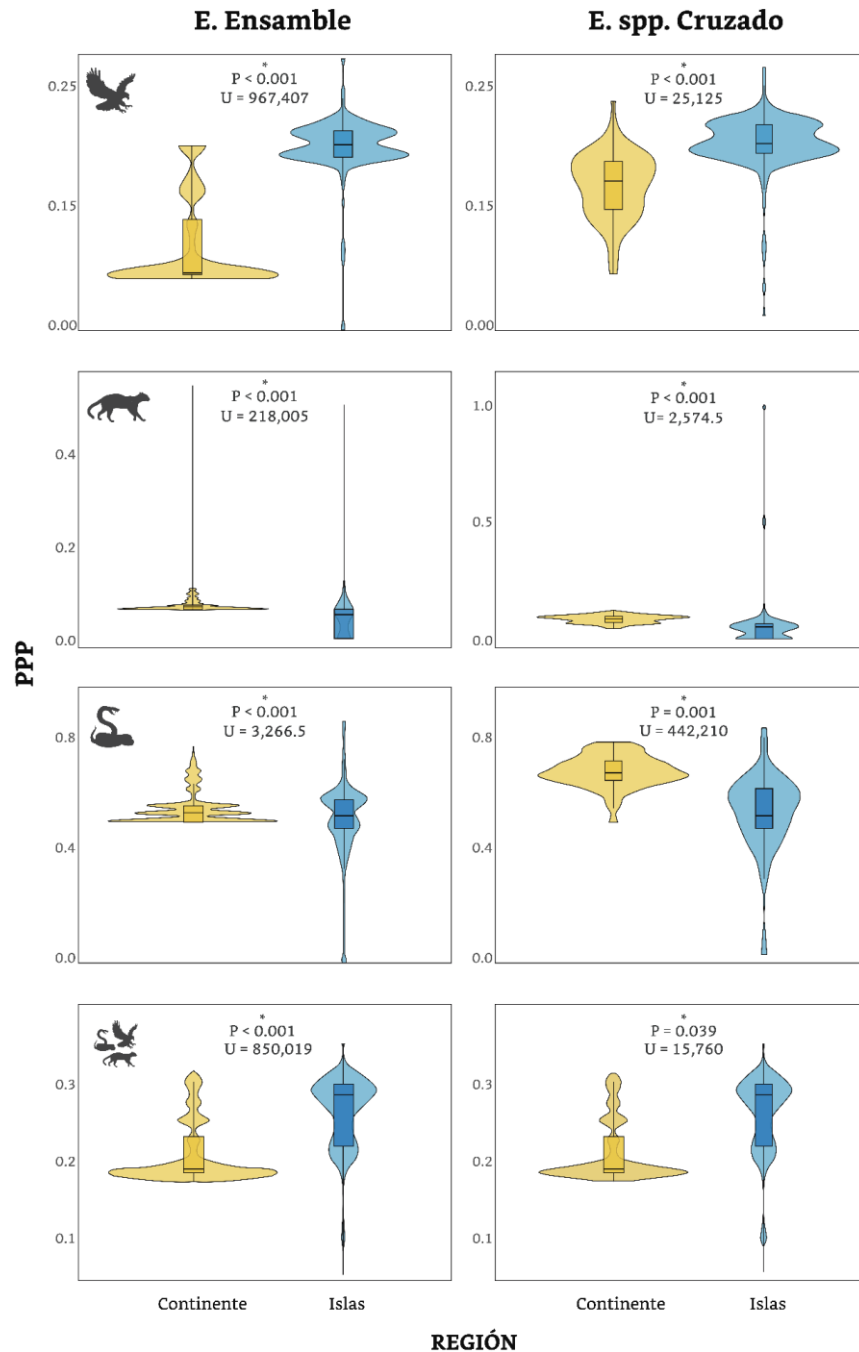 E. Ensamble
E. spp. Cruzado
*
P < 0.001
U = 967,407
0.25
0.15
0.00
*
P < 0.001
U = 25,125
0.25
0.15
0.00
*
P < 0.001
U = 218,005
0.4
0.2
0.0
*
P < 0.001
U= 2,574.5
1.0
0.5
0.0
PPP
*
P < 0.001
U = 3,266.5
0.8
0.4
0.0
*
P = 0.001
U = 442,210
0.8
0.4
0.0
*
P < 0.001
U = 850,019
0.3
0.2
0.1
*
P = 0.039
U = 15,760
0.3
0.2
0.1
Continente
Islas
Continente
Islas
REGIÓN